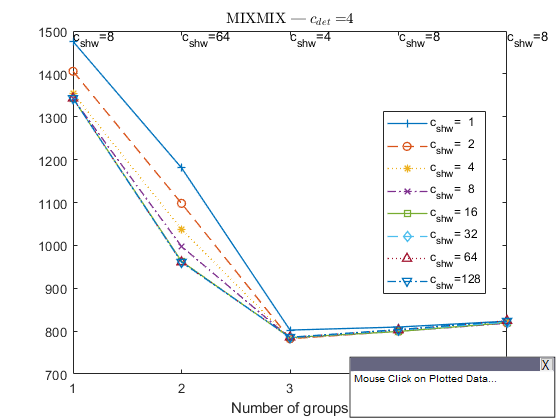 MIXMIX — c_det =4
c_shw=8 c_shw=64 c_shw=4 c_shw=8 c_shw=8
1500
1400
1300
1200
1100
1000
900
800
700
c_shw= 1
c_shw= 2
c_shw= 4
c_shw= 8
c_shw= 16
c_shw= 32
c_shw= 64
c_shw=128
1 2 3
Number of groups
X
Mouse Click on Plotted Data...